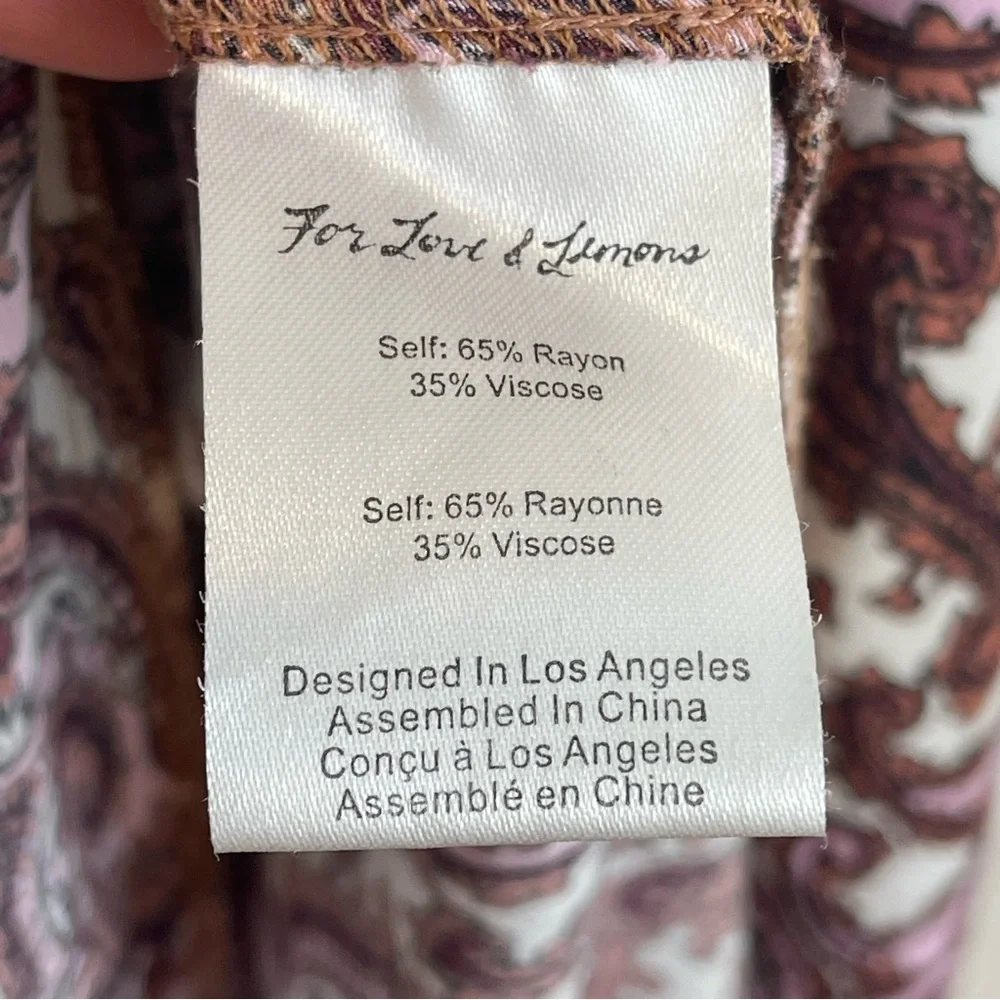 For Love & Lemons
Self: 65% Rayon
35% Viscose
Self: 65% Rayonne
35% Viscose
Designed In Los Angeles
Assembled In China
Conçu à Los Angeles
Assemblé en Chine